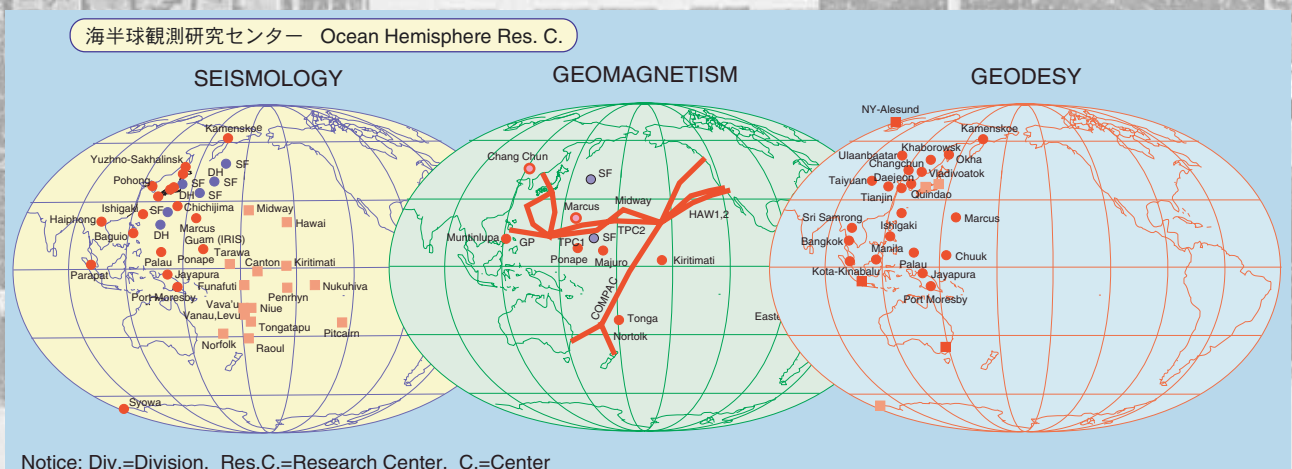 海半球観測研究センター Ocean Hemisphere Res. C.
SEISMOLOGY
Kamenskoe
Yuzhno-Sakhalinsk
SF
DH
SF
Pohong
SF
SF
DH
Ishigaki
SF
Chichijima
Midway
Haiphong
Marcus
Hawai
Baguio
DH
Guam (IRIS)
Tarawa
Palau
Ponape
Canton
Kiritimati
Parapat
Jayapura
Funafuti
Nukuhiva
Port Moresby
Penrhyn
Vava'u
Niue
Vanau,Levu
Tongatapu
Pitcairn
Norfolk
Raoul
Syowa
GEOMAGNETISM
Chang Chun
SF
Marcus
Midway
HAW1,2
Muntinlupa
GP
TPC1
SF
TPC2
Ponape
Majuro
Kiritimati
COMPAC
Tonga
Easte
Nortolk
GEODESY
NY-Alesund
Kamenskoe
Ulaanbaatar
Khaborowsk
Okha
Changchun
Vladivoatok
Taiyuan
Daejeon
Tianjin
Quindao
Sri Samrong
Ishlgaki
Marcus
Bangkok
Manila
Chuuk
Kota-Kinabalu
Palau
Jayapura
Port Moresby
Notice: Div.=Division, Res.C.=Research Center, C.=Center